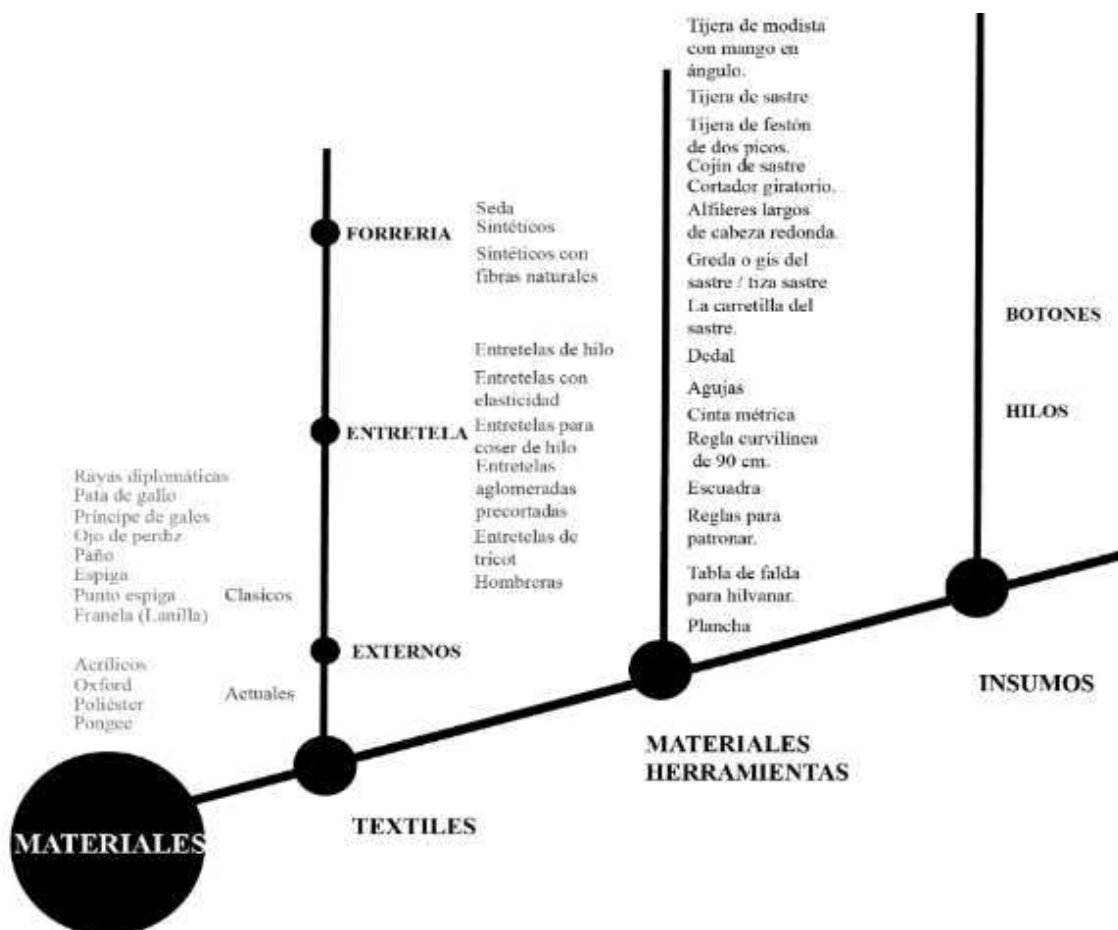 Tijera de modista
con mango en
ángulo.
Tijera de sastre
Tijera de festón
de dos picos.
Cojín de sastre
Cortador giratorio.
Alfileres largos
de cabeza redonda.
Greda o gis del
sastre / tiza sastre
La carretilla del
sastre.
Dedal
Agujas
Cinta métrica
Regla curvilínea
de 90 cm.
Escuadra
Reglas para
patronar.
Tabla de falda
para hilvanar.
Plancha
FORRERIA
Seda
Sintéticos
Sintéticos con
fibras naturales
ENTRETELA
Entretelas de hilo
Entretelas con
elasticidad
Entretelas para
coser de hilo
Entretelas
aglomeradas
precortadas
Entretelas de
tricot
Hombreras
BOTONES
HILOS
Rayas diplomáticas
Pata de gallo
Príncipe de gales
Ojo de perdiz
Paño
Espiga
Punto espiga
Franela (Lanilla)
Clasicos
EXTERNOS
Acrílicos
Oxford
Poliéster
Pongee
Actuales
INSUMOS
MATERIALES
HERRAMIENTAS
TEXTILES
MATERIALES